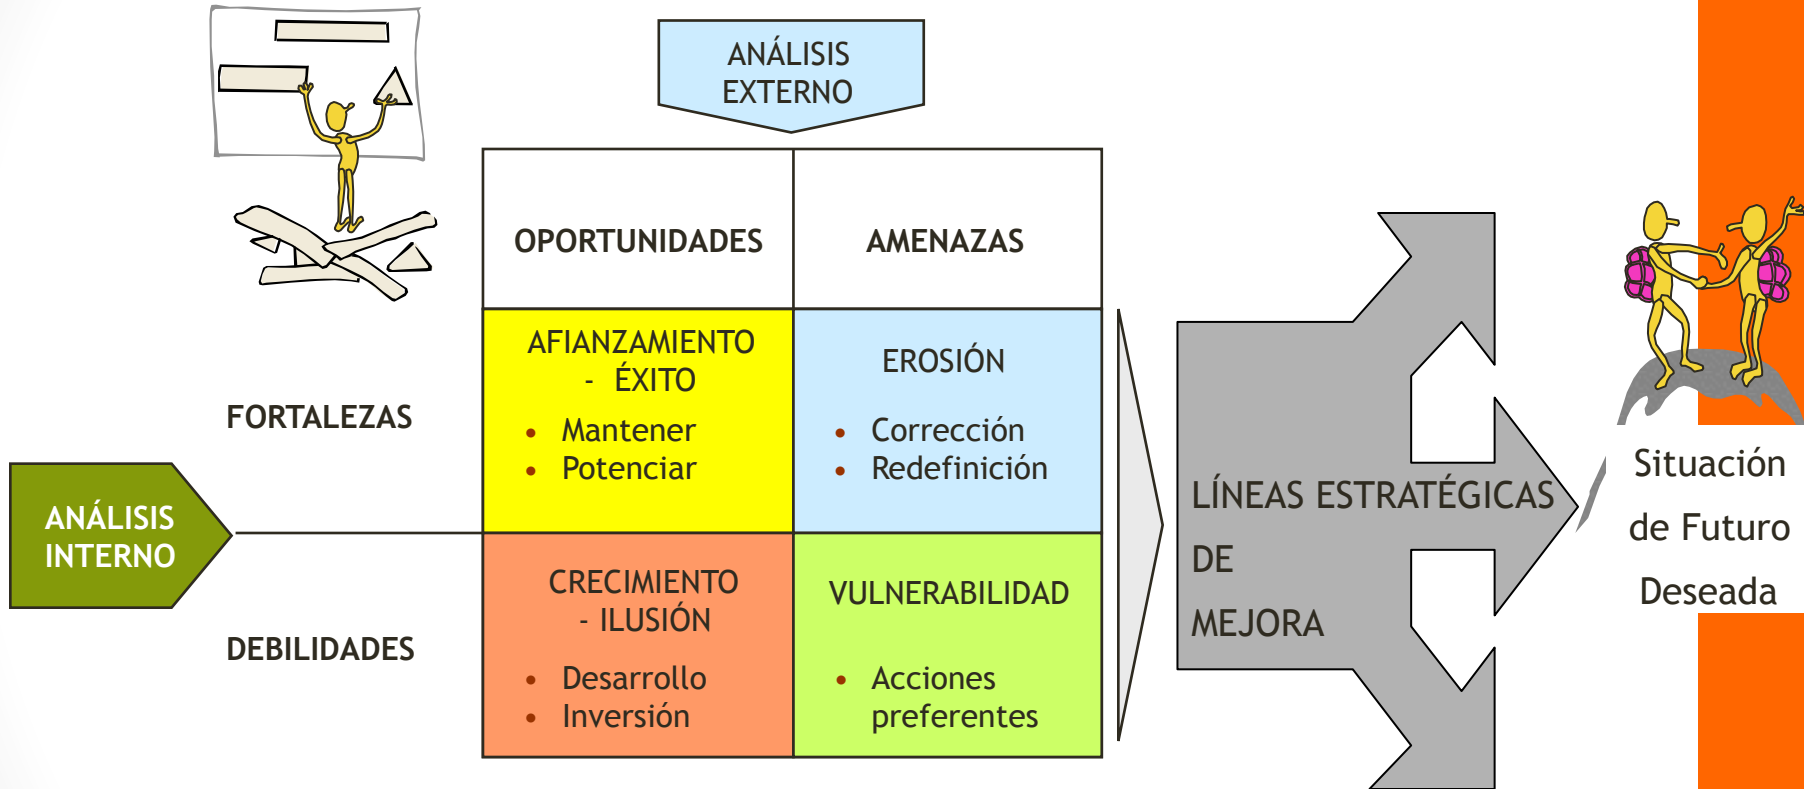 ANÁLISIS
EXTERNO
OPORTUNIDADES
AMENAZAS
FORTALEZAS
AFIANZAMIENTO
- ÉXITO
• Mantener
• Potenciar
EROSIÓN
• Corrección
• Redefinición
ANÁLISIS
INTERNO
DEBILIDADES
CRECIMIENTO
- ILUSIÓN
• Desarrollo
• Inversión
VULNERABILIDAD
• Acciones
preferentes
LÍNEAS ESTRATÉGICAS
DE
MEJORA
Situación
de Futuro
Deseada